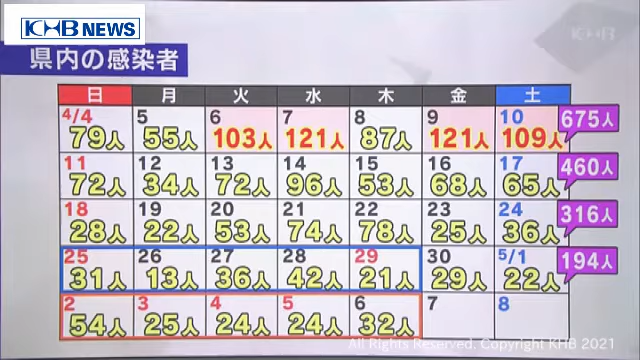 KHB NEWS
KHB
県内の感染者
日 月 火 水 木 金 土
4/4 5 6 7 8 9 10
79人 55人 103人 121人 87人 121人 109人 675人
11 12 13 14 15 16 17
72人 34人 72人 96人 53人 68人 65人 460人
18 19 20 21 22 23 24
28人 22人 53人 74人 78人 25人 36人 316人
25 26 27 28 29 30 5/1
31人 13人 36人 42人 21人 29人 22人 194人
2 3 4 5 6 7 8
54人 25人 24人 24人 32人
All Rights Reserved. Copyright KHB 2021